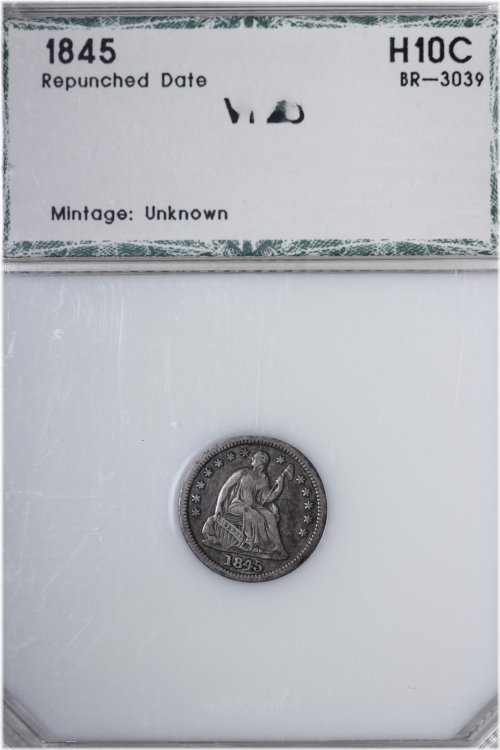 1845 H10C
Repunched Date BR-3039
Mintage: Unknown
1845